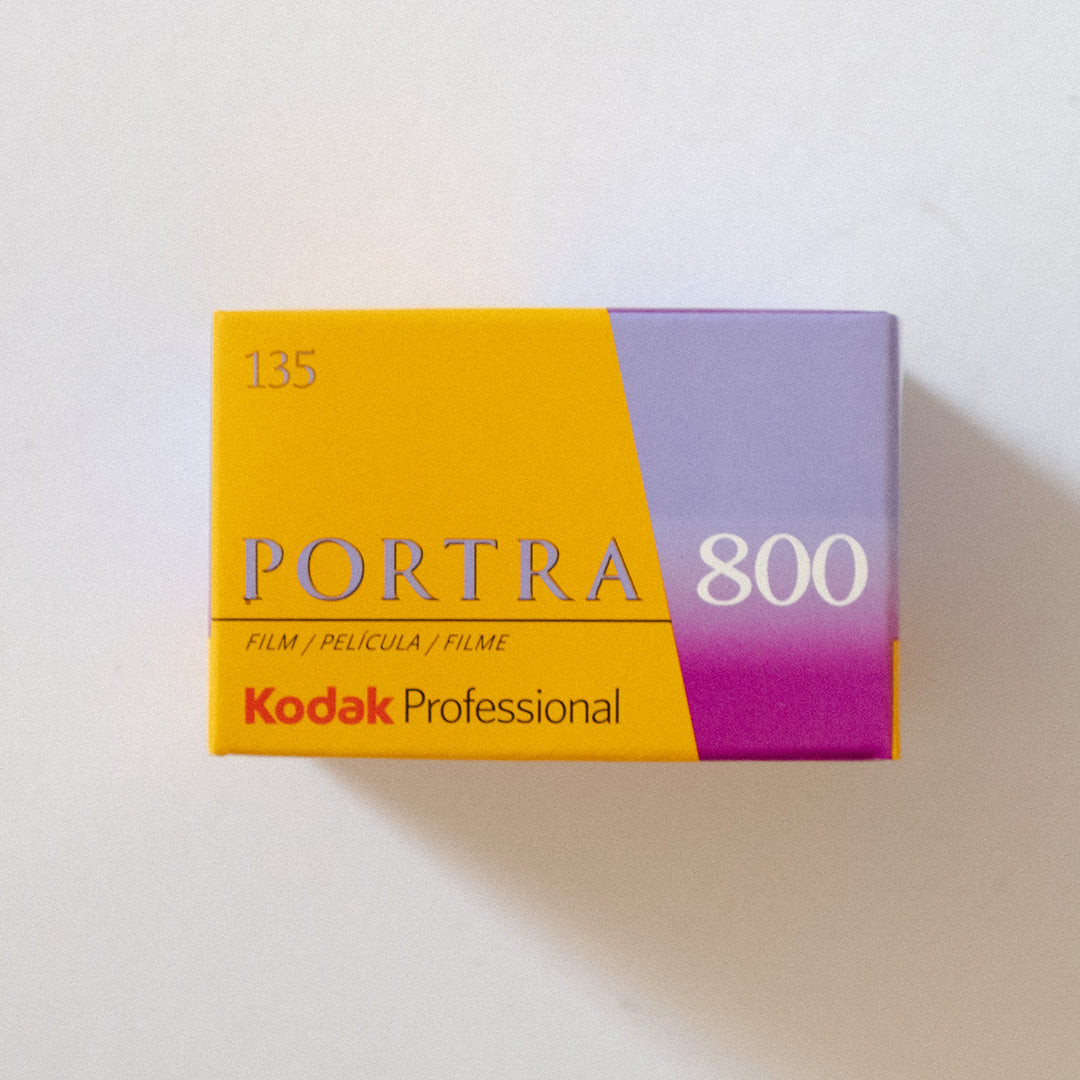 135
PORTRA 800
FILM / PELÍCULA / FILME
Kodak Professional